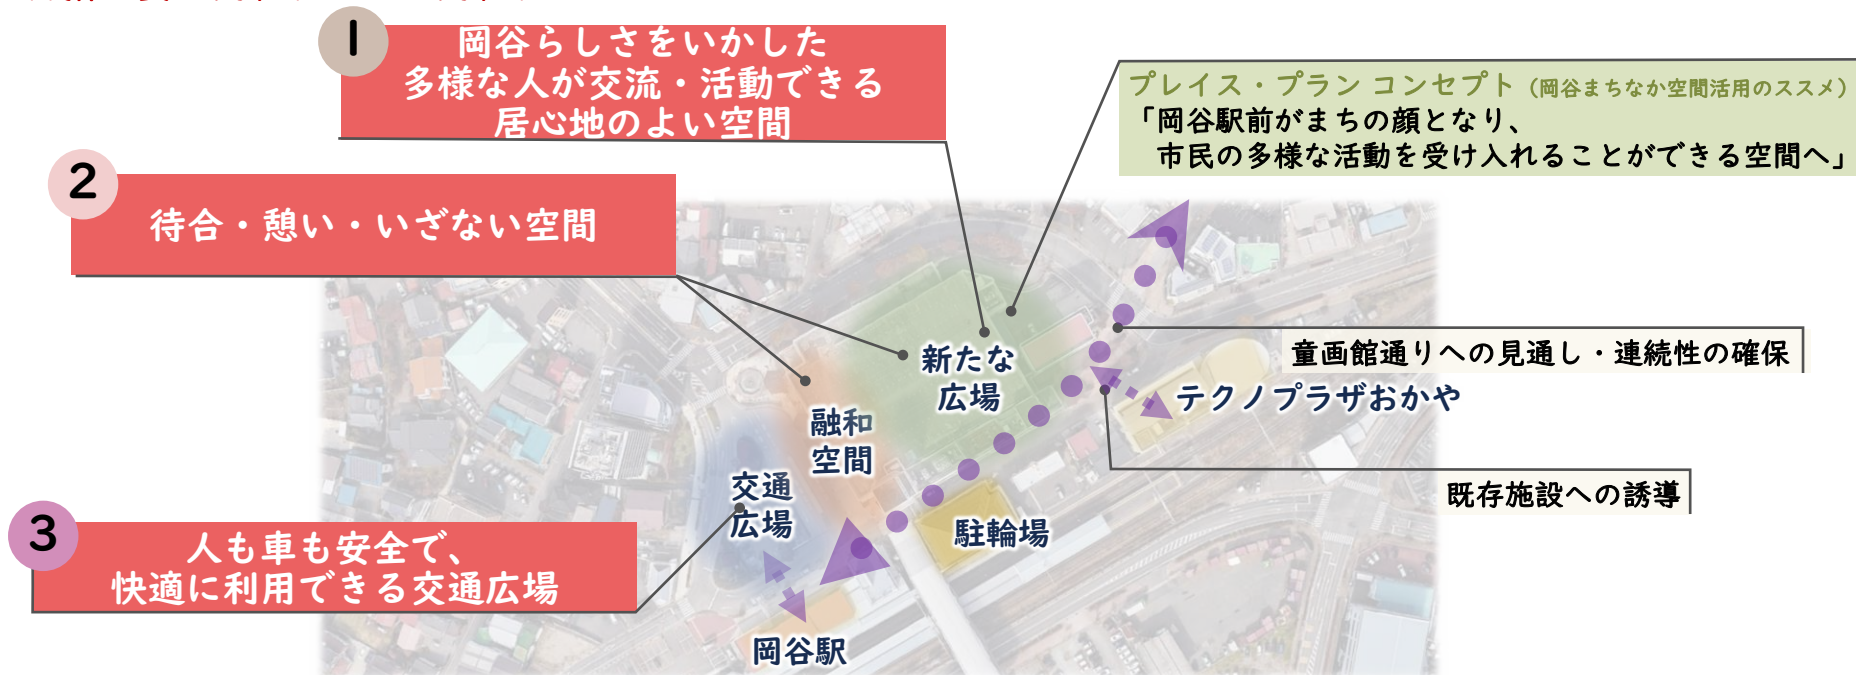 1
岡谷らしさをいかした
多様な人が交流・活動できる
居心地のよい空間
プレイス・プラン コンセプト（岡谷まちなか空間活用のススメ）
「岡谷駅前がまちの顔となり、
市民の多様な活動を受け入れることができる空間へ」
2
待合・憩い・いざない空間
童画館通りへの見通し・連続性の確保
新たな
広場
テクノプラザおかや
融和
空間
交通
広場
既存施設への誘導
駐輪場
3
人も車も安全で、
快適に利用できる交通広場
岡谷駅